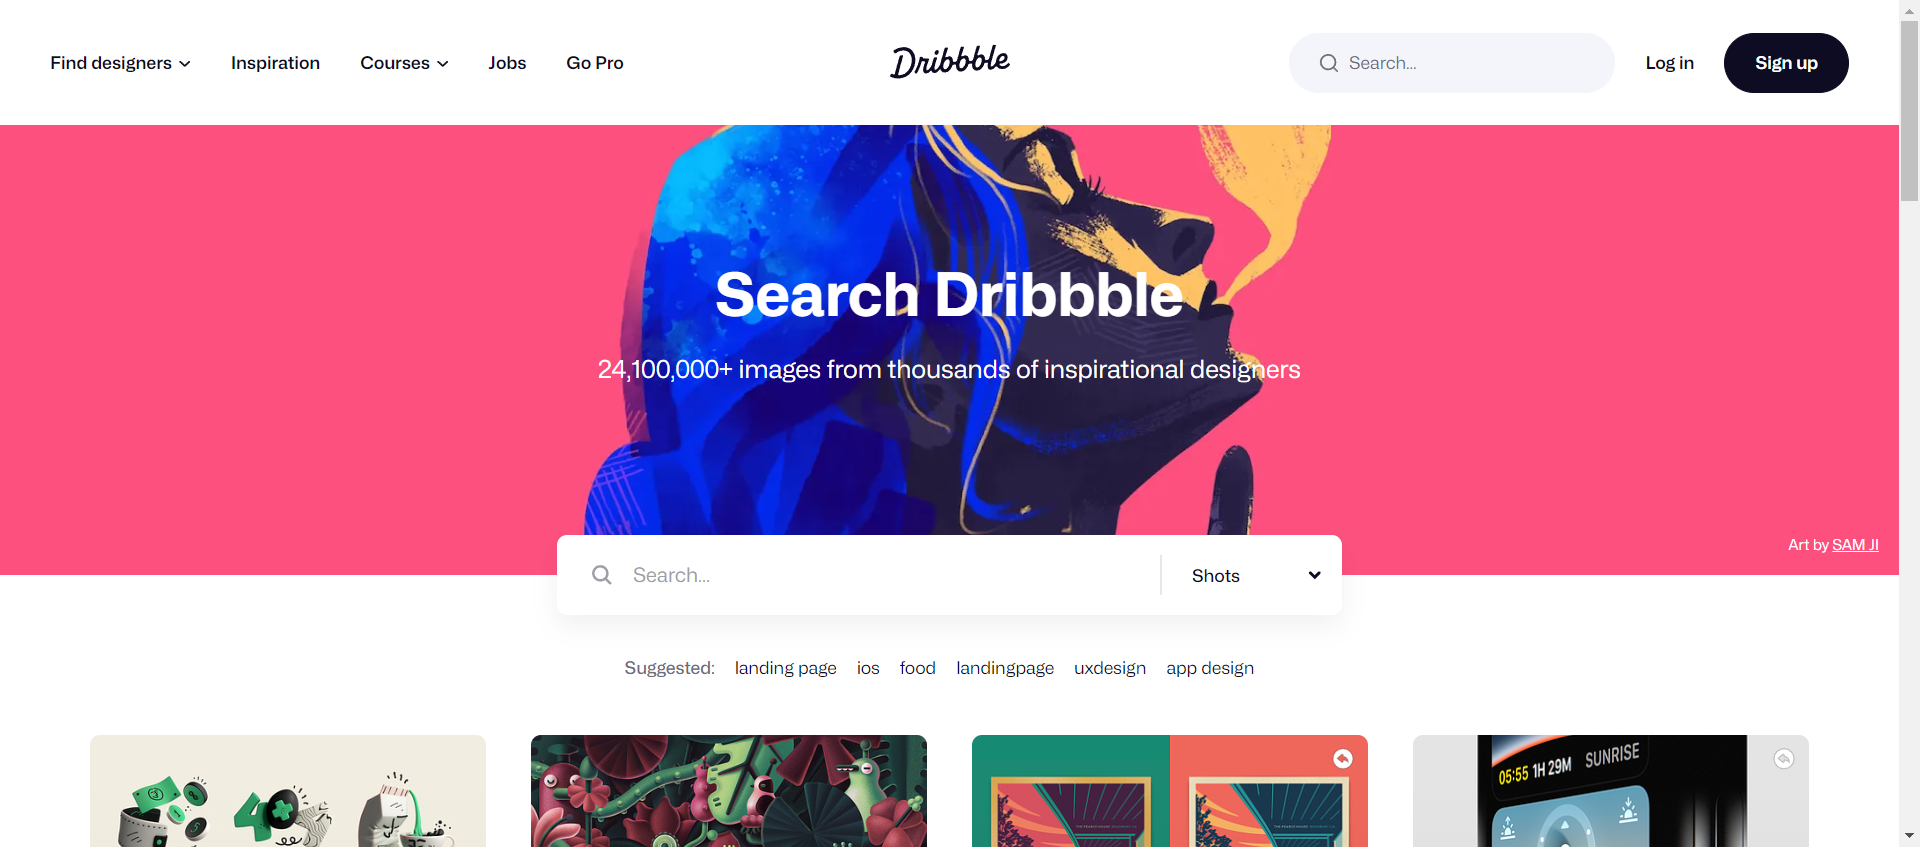 Find designers
Inspiration
Courses
Jobs
Go Pro
Dribbble
Search...
Log in
Sign up
Search Dribbble
24,100,000+ images from thousands of inspirational designers
Art by SAM JI
Search...
Shots
Suggested: landing page ios food landingpage uxdesign app design
05:55 1H 29M SUNRISE